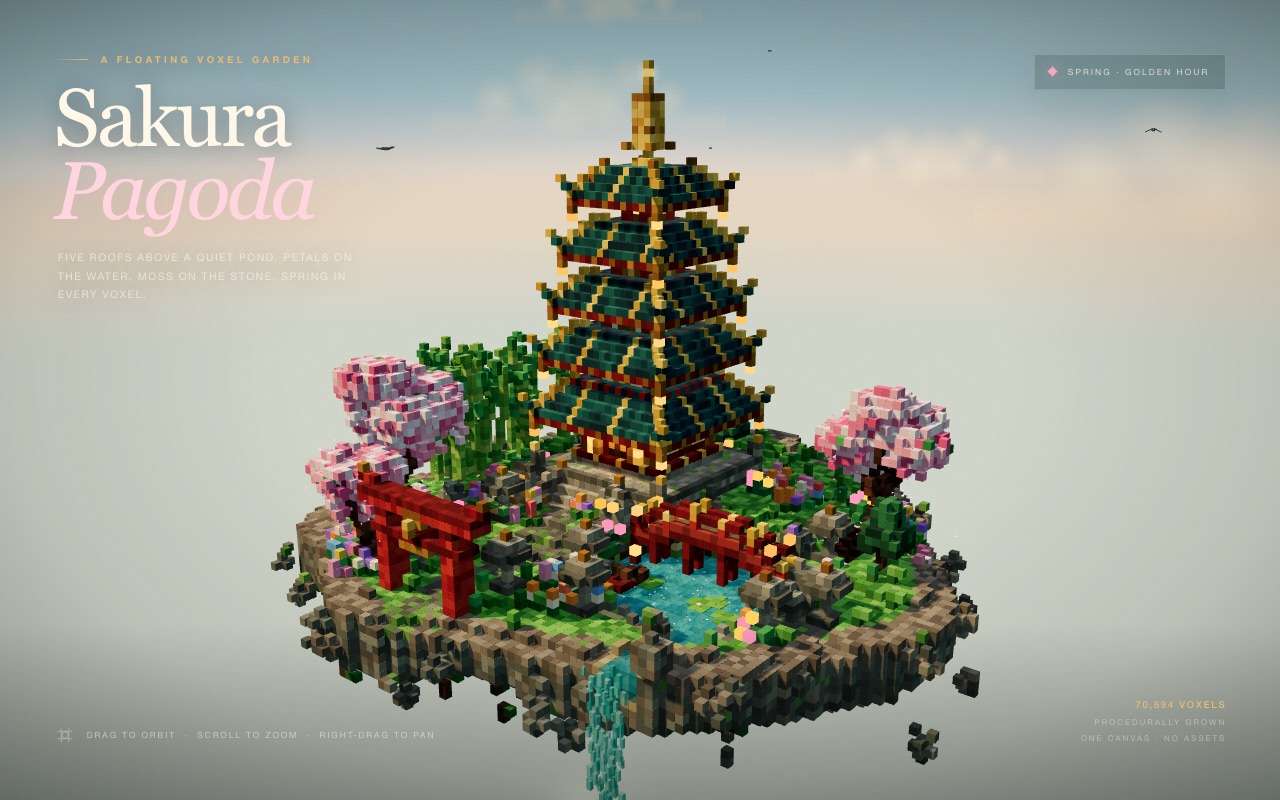 A FLOATING VOXEL GARDEN
SPRING · GOLDEN HOUR
Sakura
Pagoda
FIVE ROOFS ABOVE A QUIET POND. PETALS ON
THE WATER. MOSS ON THE STONE. SPRING IN
EVERY VOXEL.
70,594 VOXELS
PROCEDURALLY GROWN
ONE CANVAS · NO ASSETS
DRAG TO ORBIT · SCROLL TO ZOOM · RIGHT-DRAG TO PAN